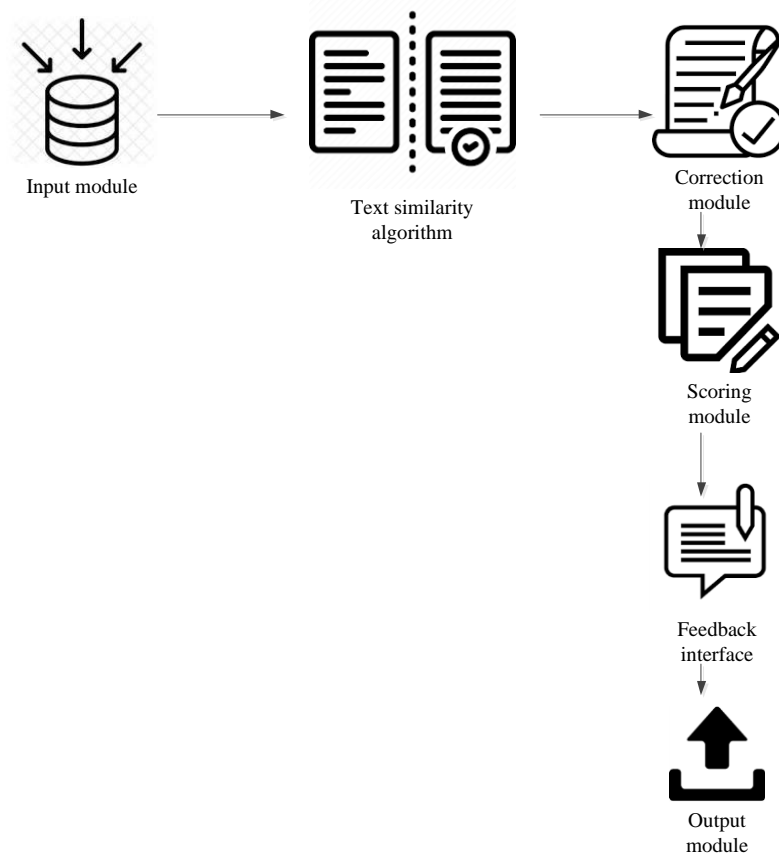 Input module
Text similarity
algorithm
Correction
module
Scoring
module
Feedback
interface
Output
module